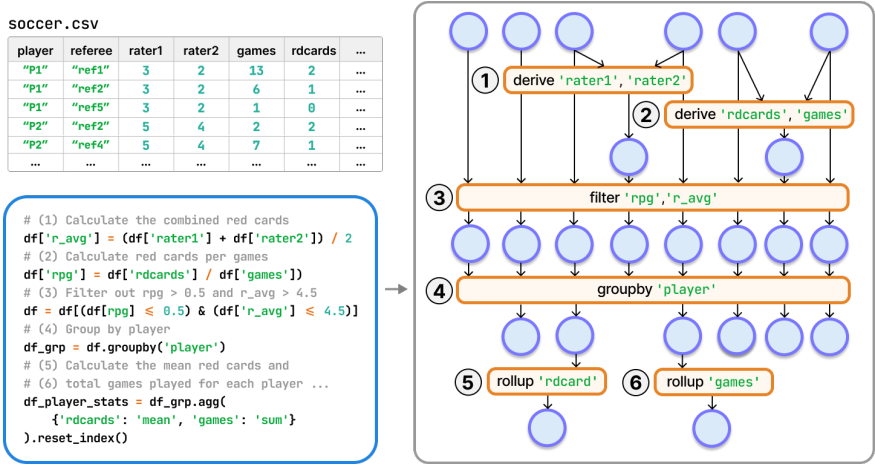 soccer.csv
player referee rater1 rater2 games rdcards ...
“P1” “ref1” 3 2 13 2 ...
“P1” “ref2” 3 2 6 1 ...
“P1” “ref5” 3 2 1 0 ...
“P2” “ref2” 5 4 2 2 ...
“P2” “ref4” 5 4 7 1 ...
... ... ... ... ... ... ...
# (1) Calculate the combined red cards
df['r_avg'] = (df['rater1'] + df['rater2']) / 2
# (2) Calculate red cards per games
df['rpg'] = df['rdcards'] / df['games'])
# (3) Filter out rpg > 0.5 and r_avg > 4.5
df = df[(df[rpg] ≤ 0.5) & (df['r_avg'] ≤ 4.5)]
# (4) Group by player
df_grp = df.groupby('player')
# (5) Calculate the mean red cards and
# (6) total games played for each player ...
df_player_stats = df_grp.agg(
{'rdcards': 'mean', 'games': 'sum'}
).reset_index()
1 derive 'rater1','rater2'
2 derive 'rdcards','games'
3 filter 'rpg','r_avg'
4 groupby 'player'
5 rollup 'rdcard'
6 rollup 'games'